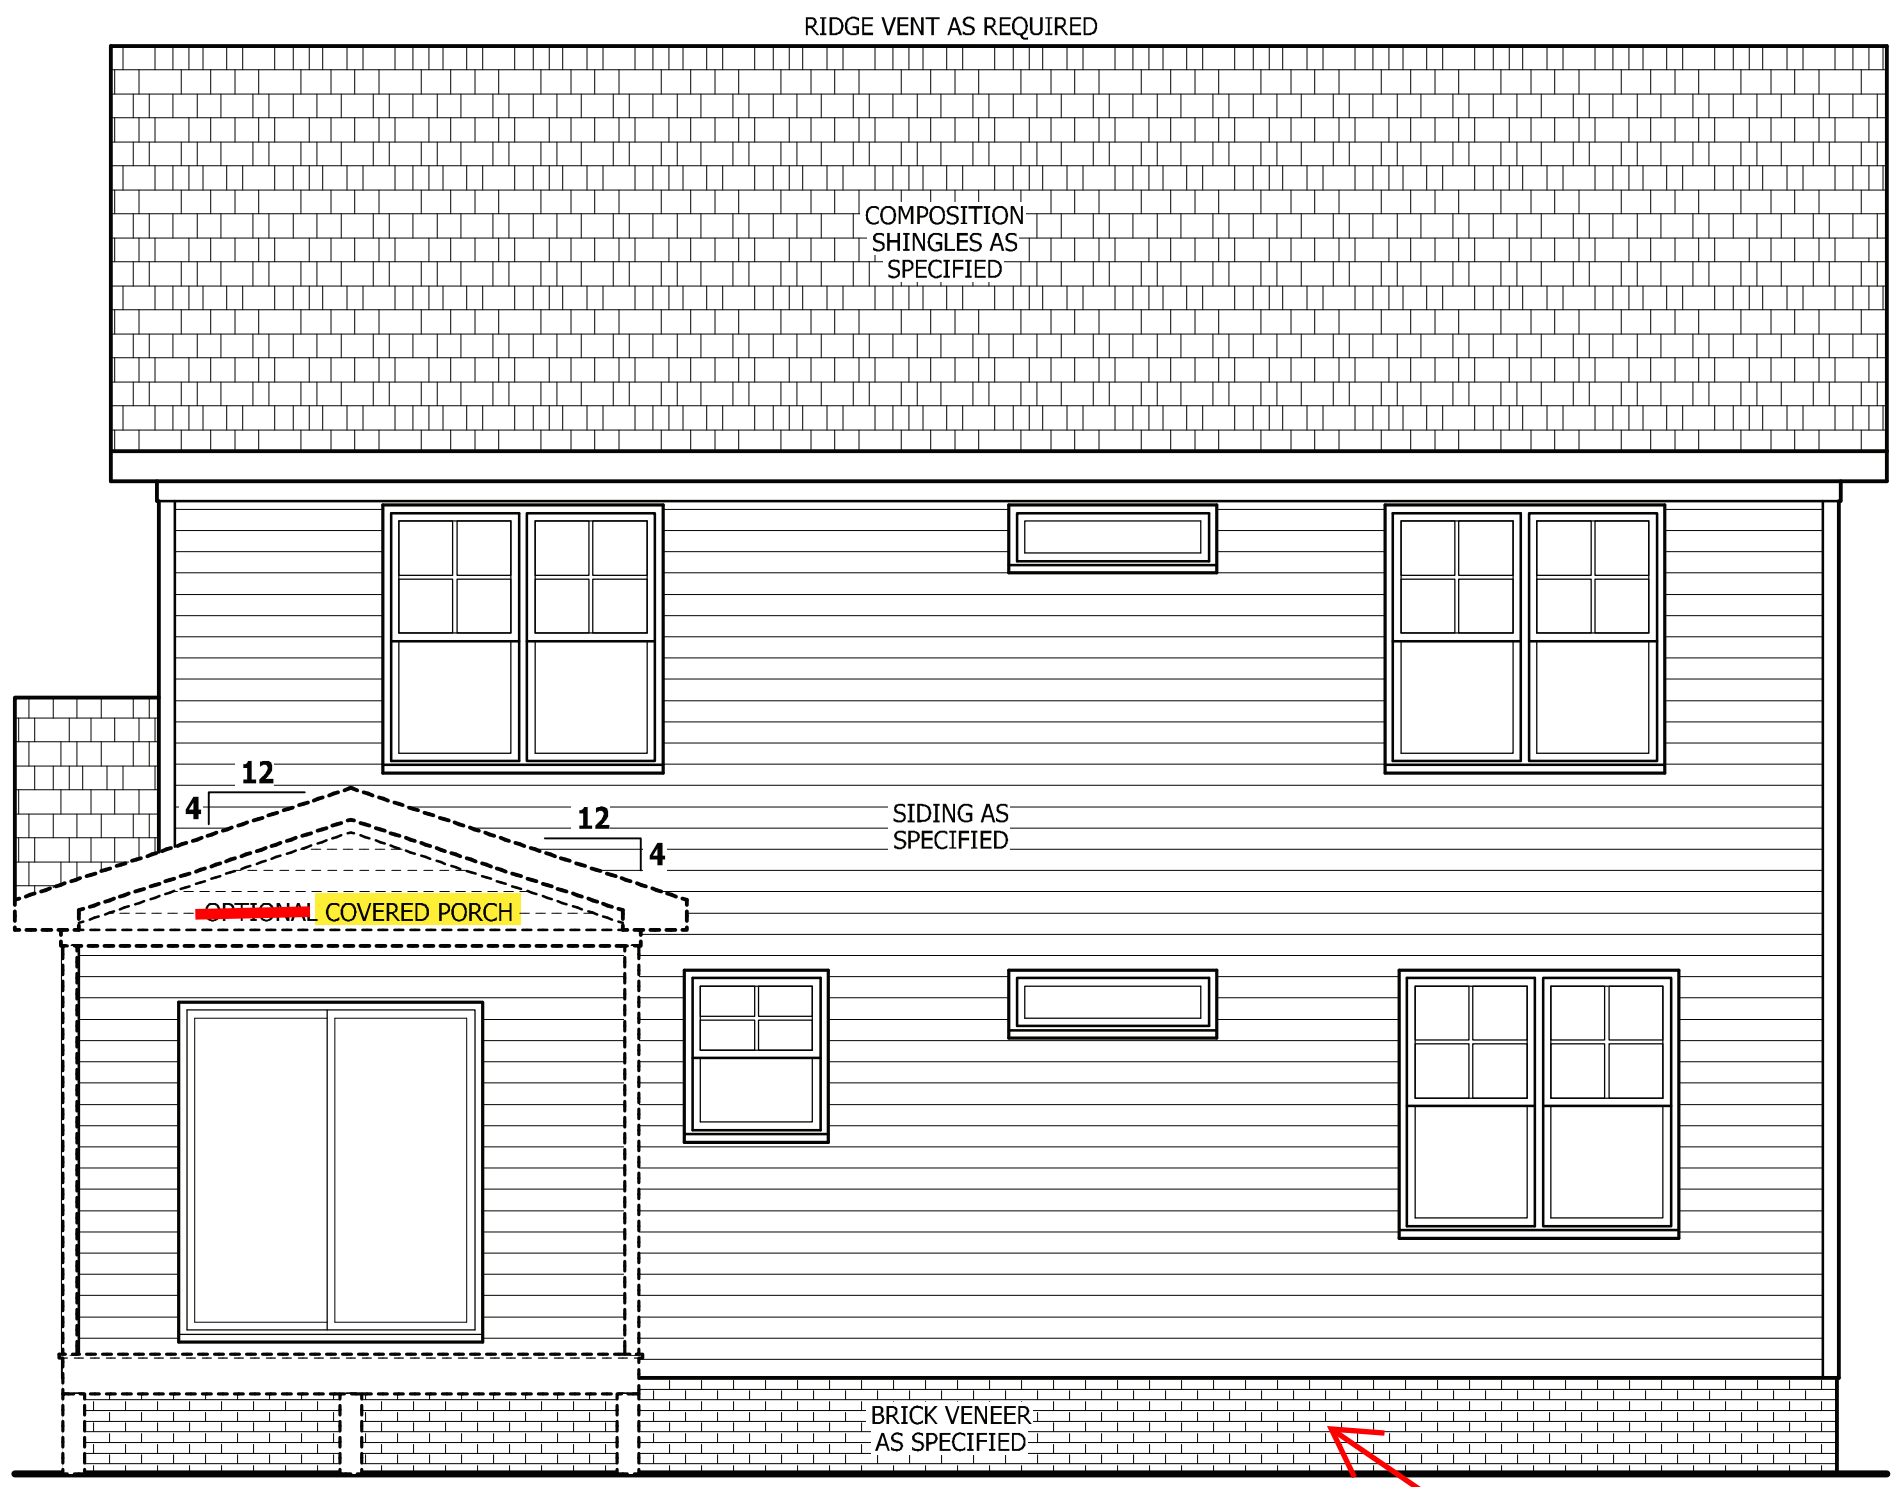 RIDGE VENT AS REQUIRED
COMPOSITION
SHINGLES AS
SPECIFIED
12
4
12
4
SIDING AS
SPECIFIED
OPTIONAL COVERED PORCH
BRICK VENEER
AS SPECIFIED